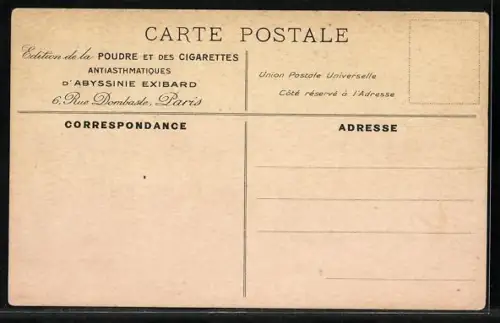 CARTE POSTALE
Edition de la POUDRE ET DES CIGARETTES
ANTIASTHMATIQUES
D'ABYSSINIE EXIBARD
6, Rue Dombasle, Paris
Union Postale Universelle
Côté réservé à l'Adresse
CORRESPONDANCE
ADRESSE